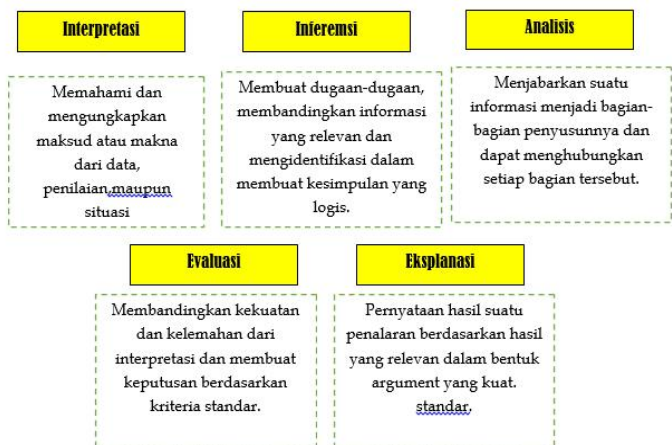 Interpretasi
Memahami dan
mengungkapkan
maksud atau makna
dari data,
penilaian,maupun
situasi
Inferemsi
Membuat dugaan-dugaan,
membandingkan informasi
yang relevan dan
mengidentifikasi dalam
membuat kesimpulan yang
logis.
Analisis
Menjabarkan suatu
informasi menjadi bagian-
bagian penyusunnya dan
dapat menghubungkan
setiap bagian tersebut.
Evaluasi
Membandingkan kekuatan
dan kelemahan dari
interpretasi dan membuat
keputusan berdasarkan
kriteria standar.
Eksplanasi
Pernyataan hasil suatu
penalaran berdasarkan hasil
yang relevan dalam bentuk
argument yang kuat.
standar.